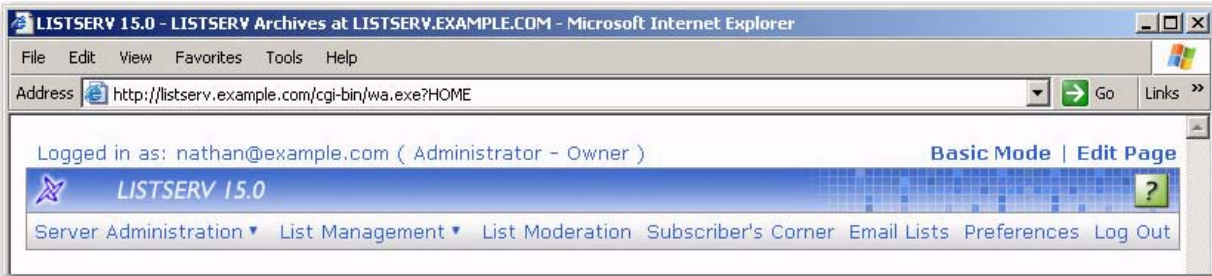 LISTSERV 15.0 - LISTSERV Archives at LISTSERV.EXAMPLE.COM - Microsoft Internet Explorer
File Edit View Favorites Tools Help
Address http://listserv.example.com/cgi-bin/wa.exe?HOME Go Links »
Logged in as: nathan@example.com ( Administrator - Owner ) Basic Mode | Edit Page
LISTSERV 15.0 ?
Server Administration ▼ List Management ▼ List Moderation Subscriber's Corner Email Lists Preferences Log Out